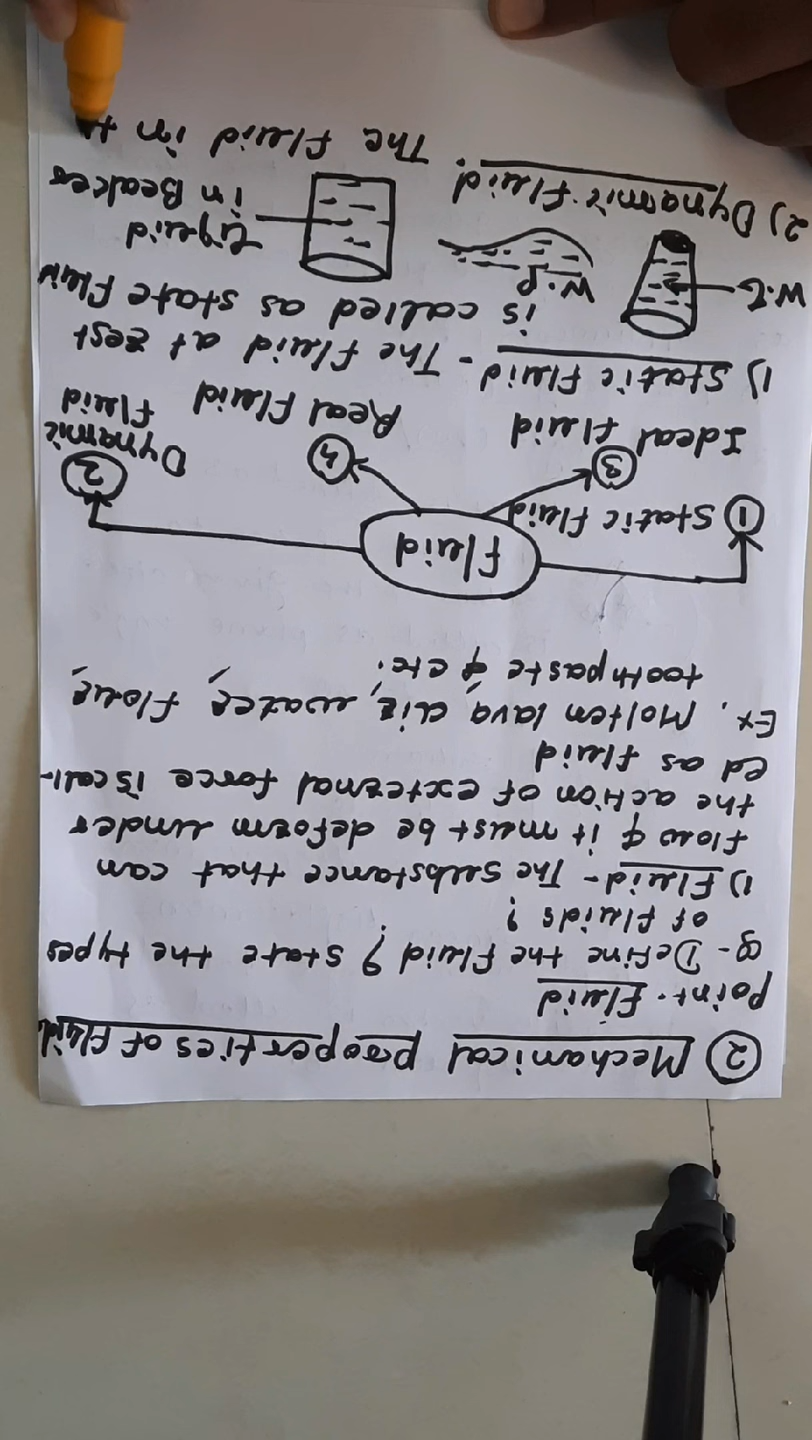 ② Mechanical properties of Fluid
Point. Fluid
Q - Define the Fluid ? State the types
of fluids ?
1) Fluid - The substance that can
flow & it must be deform under
the action of external force is call-
ed as fluid
Ex. Molten lava, air, water, flour,
toothpaste & etc.
Fluid
① Static Fluid
③ Ideal fluid
④ Real Fluid
② Dynamic Fluid
1) Static Fluid - The Fluid at rest
is called as state Fluid
W.G
W.P
Liquid
in Beaker
2) Dynamic Fluid. The Fluid in